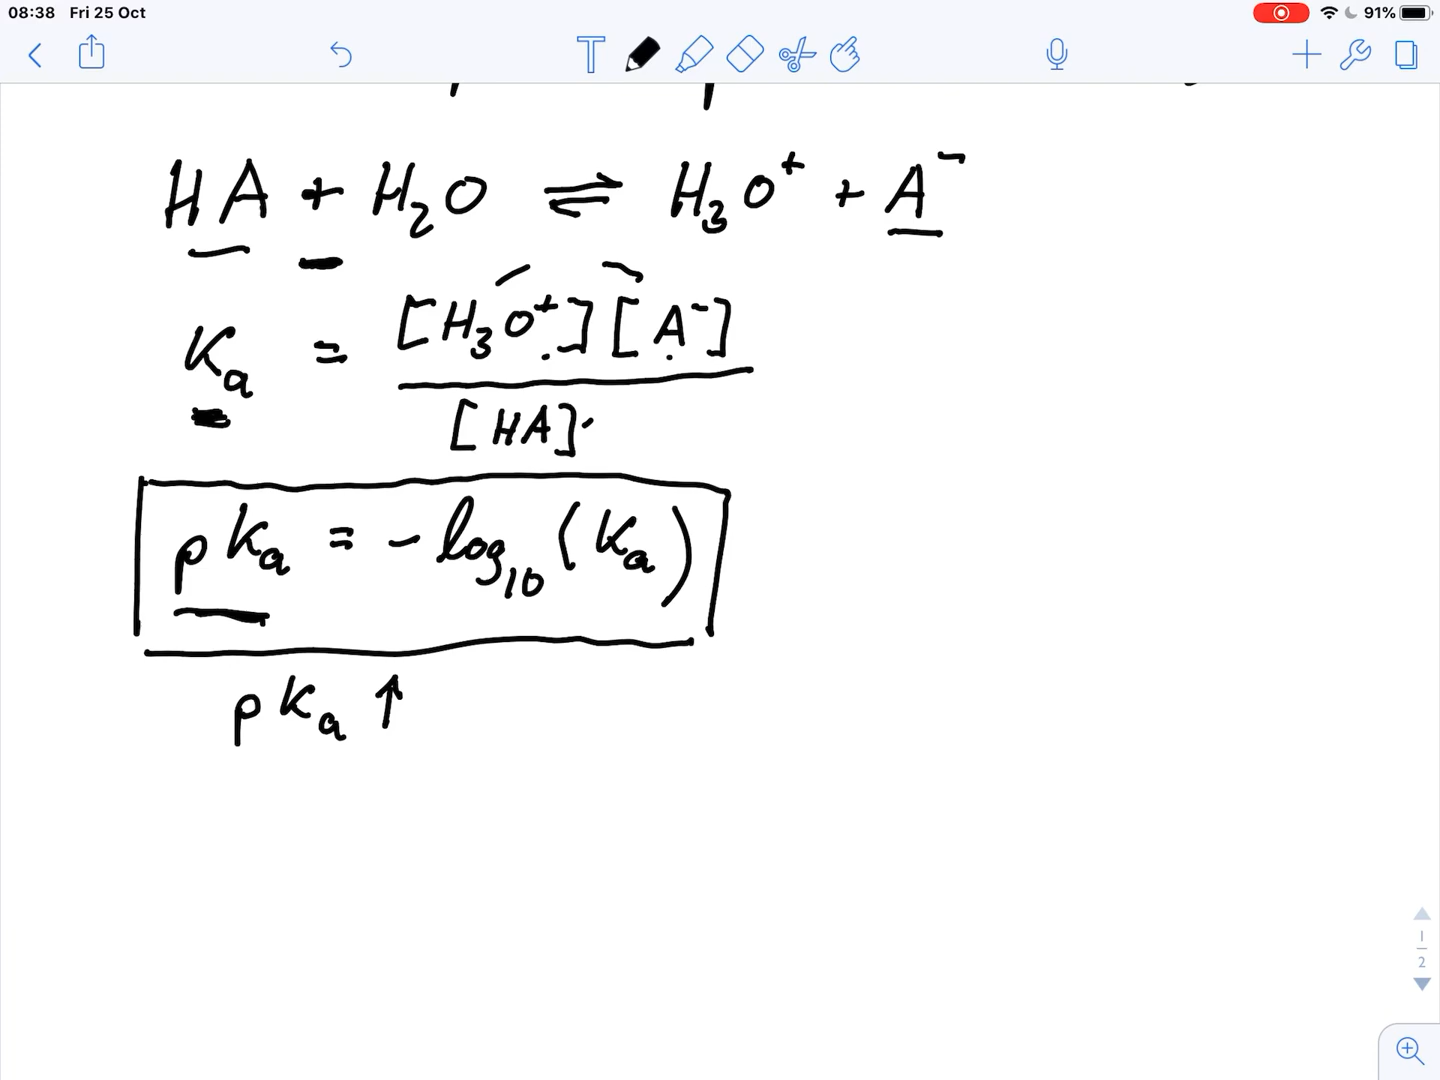 08:38 Fri 25 Oct 91%
T
HA + H₂O ⇌ H₃O⁺ + A⁻
Ka = [H₃O⁺][A⁻]
[HA]
pKa = -log₁₀(Ka)
pKa ↑
1
2